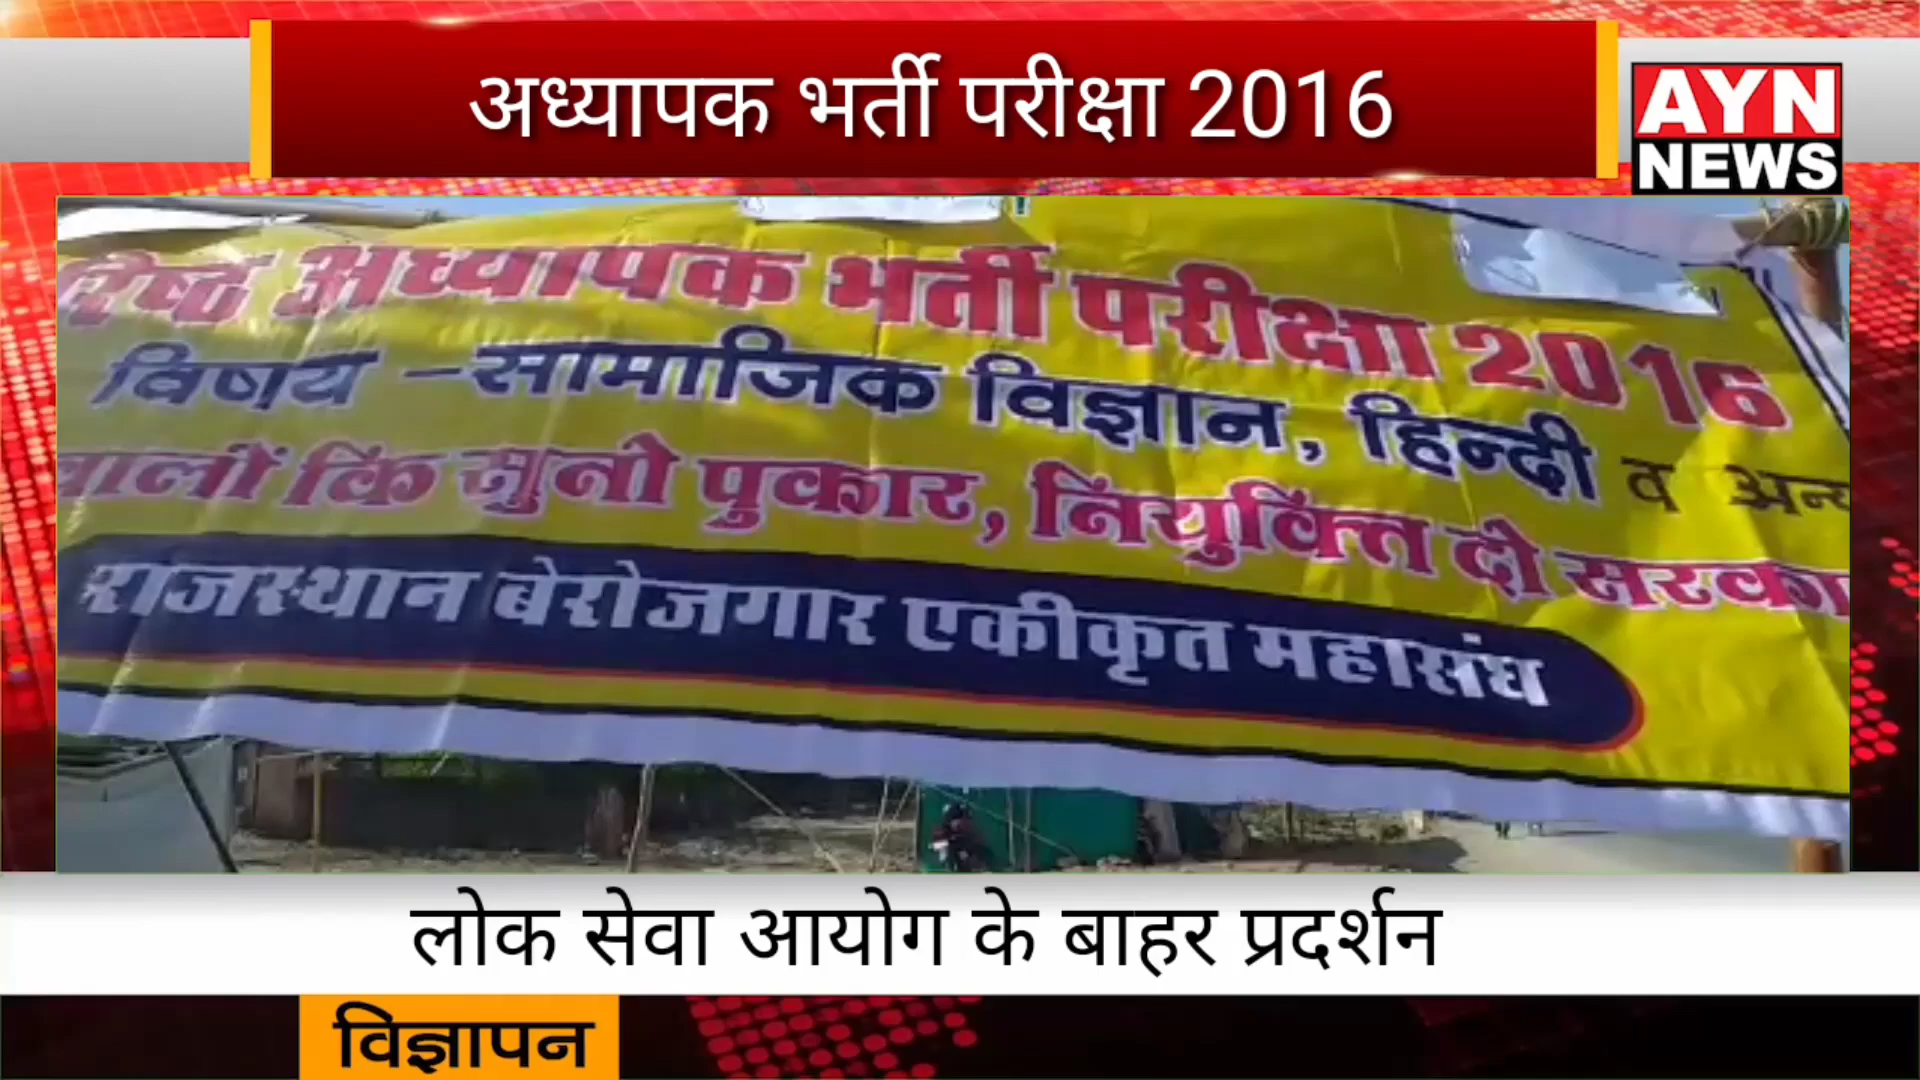 अध्यापक भर्ती परीक्षा 2016
AYN
NEWS
रिष्ठ अध्यापक भर्ती परीक्षा 2016
विषय -सामाजिक विज्ञान, हिन्दी व अन्य
वालों कि सुनो पुकार, नियुक्ति दो सरका
राजस्थान बेरोजगार एकीकृत महासंघ
लोक सेवा आयोग के बाहर प्रदर्शन
विज्ञापन